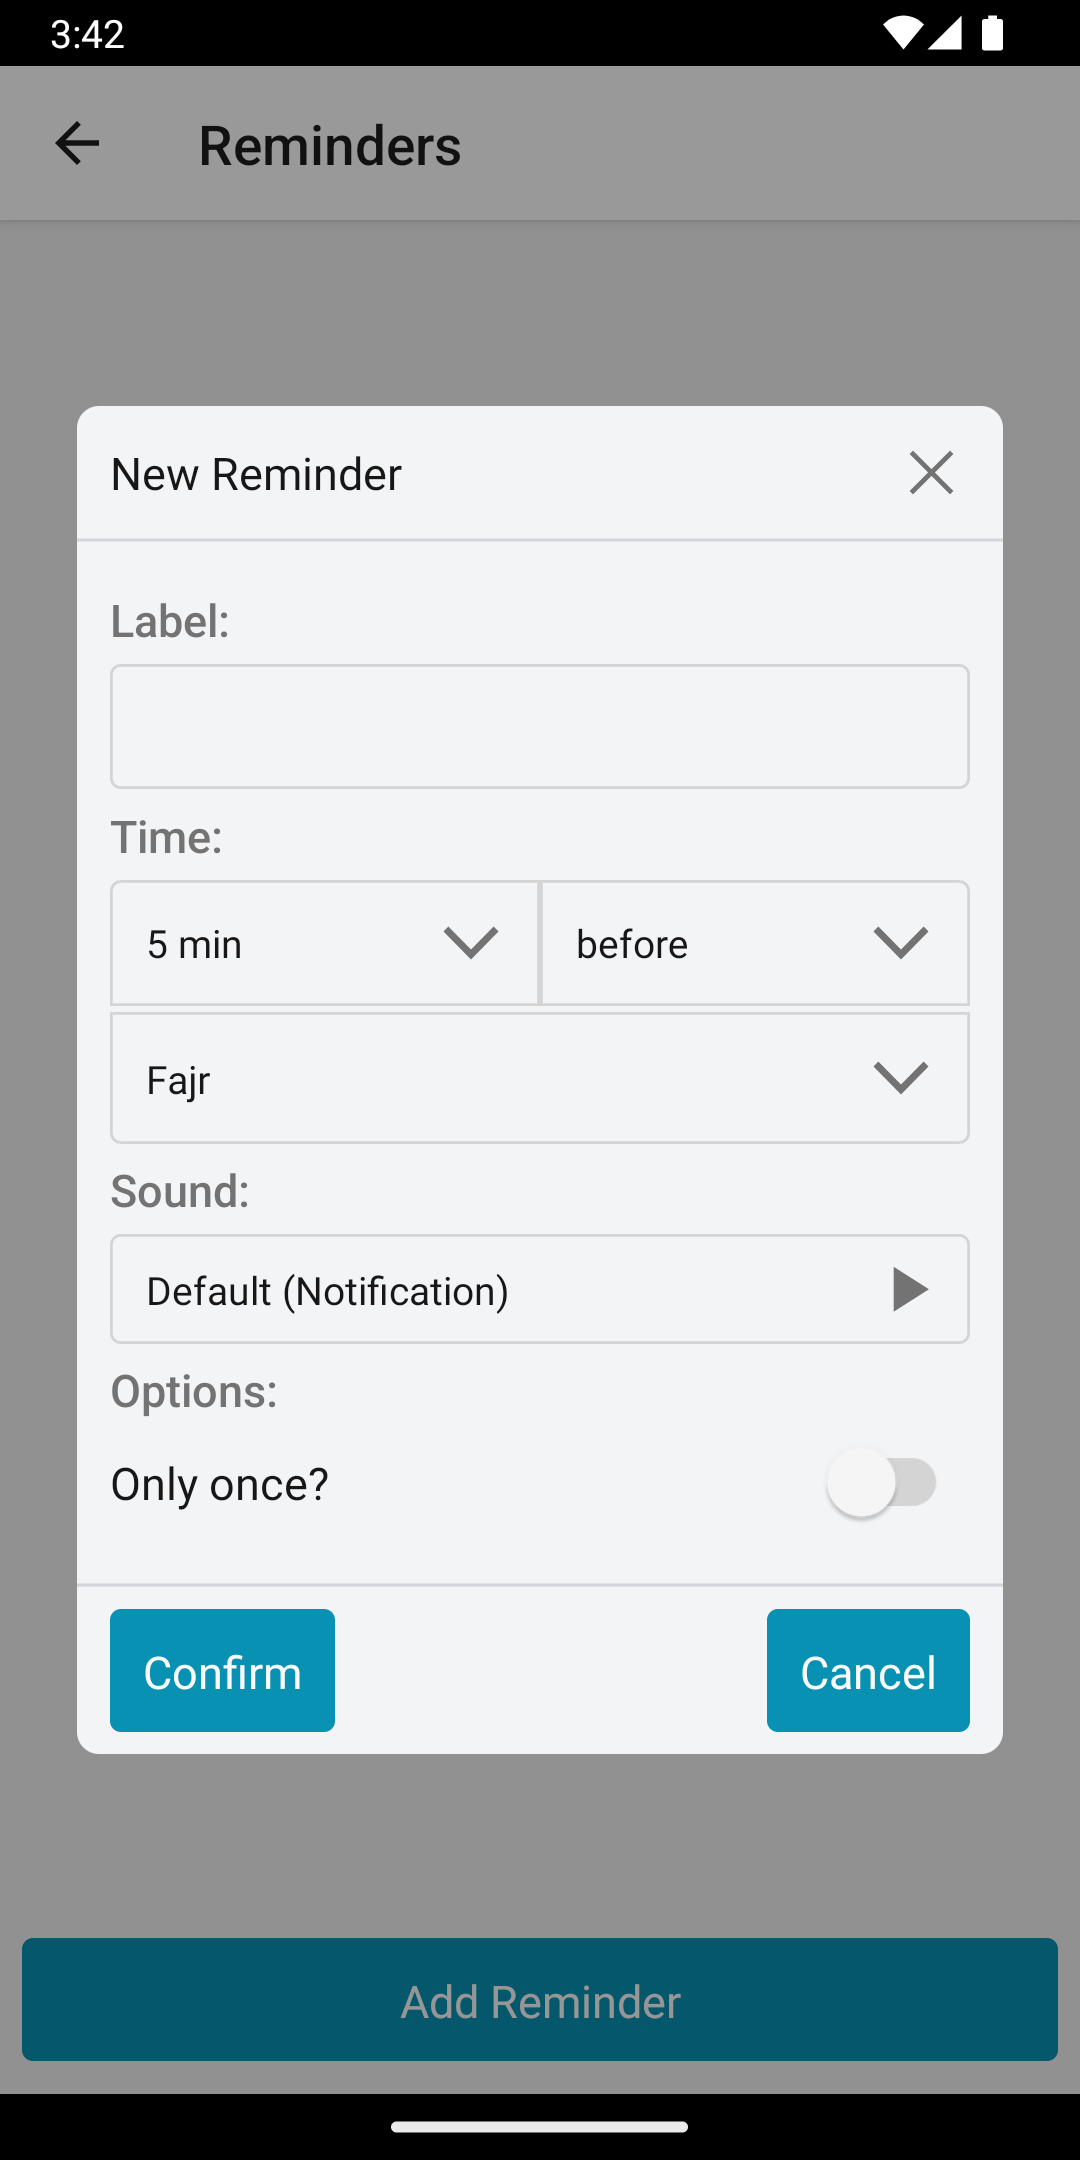 3:42
Reminders
New Reminder
Label:
Time:
5 min
before
Fajr
Sound:
Default (Notification)
Options:
Only once?
Confirm
Cancel
Add Reminder